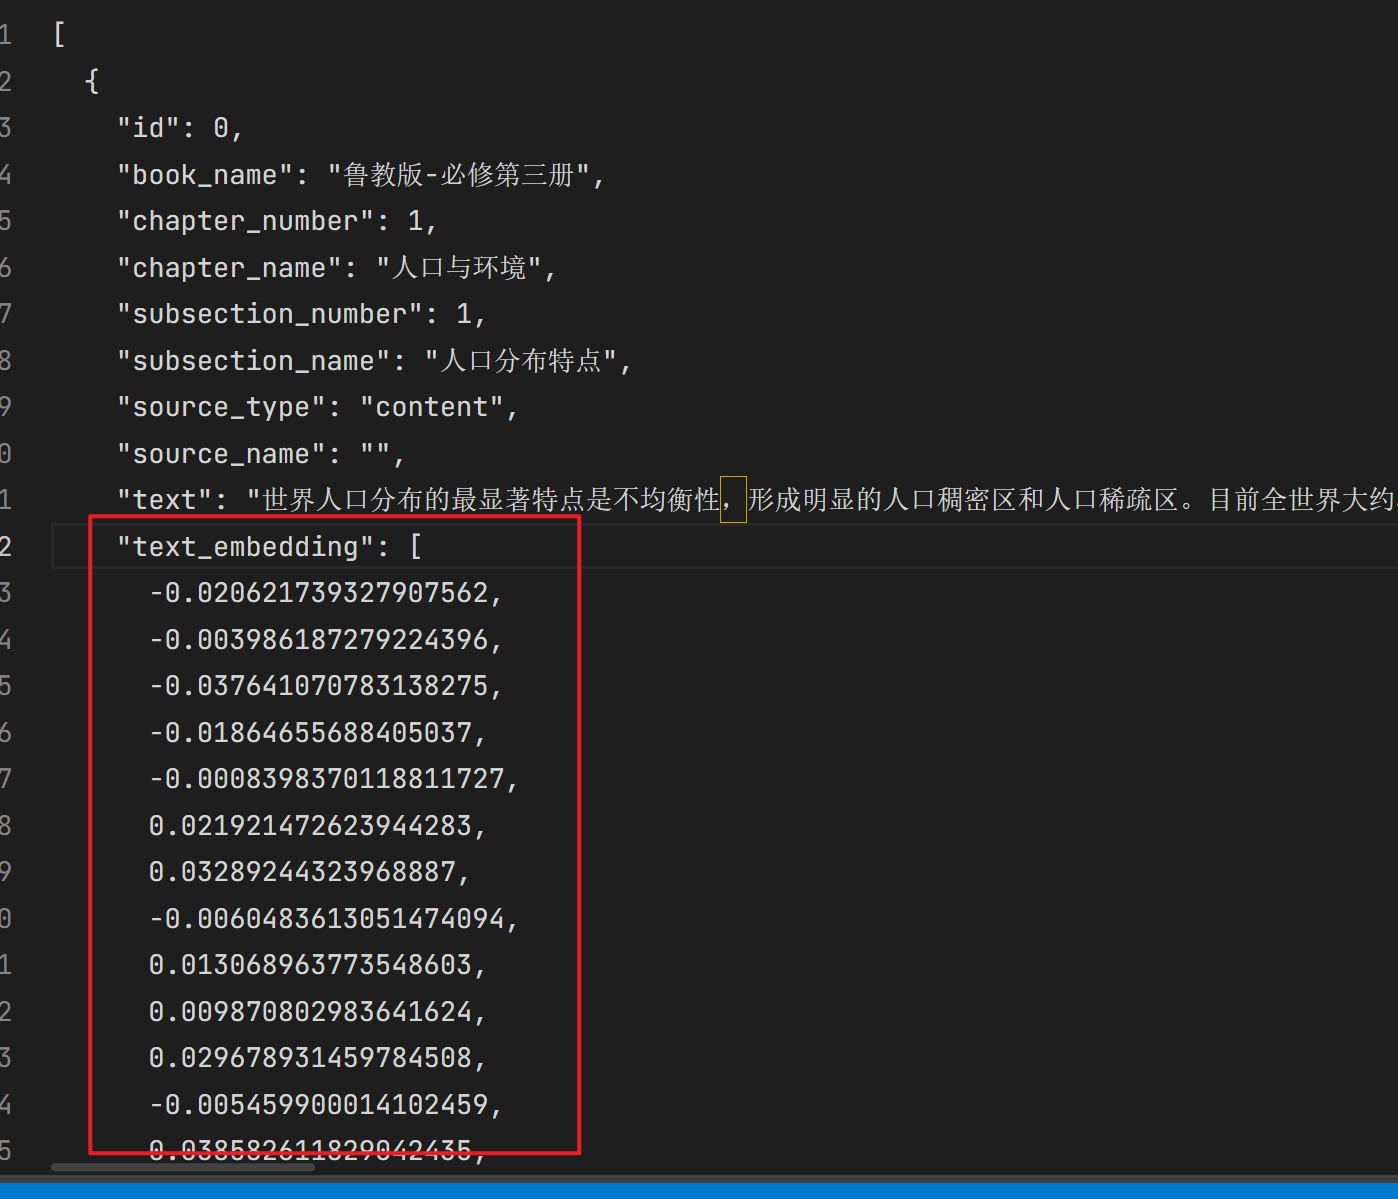 1 [
2 {
3 "id": 0,
4 "book_name": "鲁教版-必修第三册",
5 "chapter_number": 1,
6 "chapter_name": "人口与环境",
7 "subsection_number": 1,
8 "subsection_name": "人口分布特点",
9 "source_type": "content",
0 "source_name": "",
1 "text": "世界人口分布的最显著特点是不均衡性，形成明显的人口稠密区和人口稀疏区。目前全世界大约
2 "text_embedding": [
3 -0.020621739327907562,
4 -0.003986187279224396,
5 -0.037641070783138275,
6 -0.01864655688405037,
7 -0.0008398370118811727,
8 0.021921472623944283,
9 0.03289244323968887,
0 -0.0060483613051474094,
1 0.013068963773548603,
2 0.009870802983641624,
3 0.029678931459784508,
4 -0.005459900014102459,
5 0.038582611829042435,